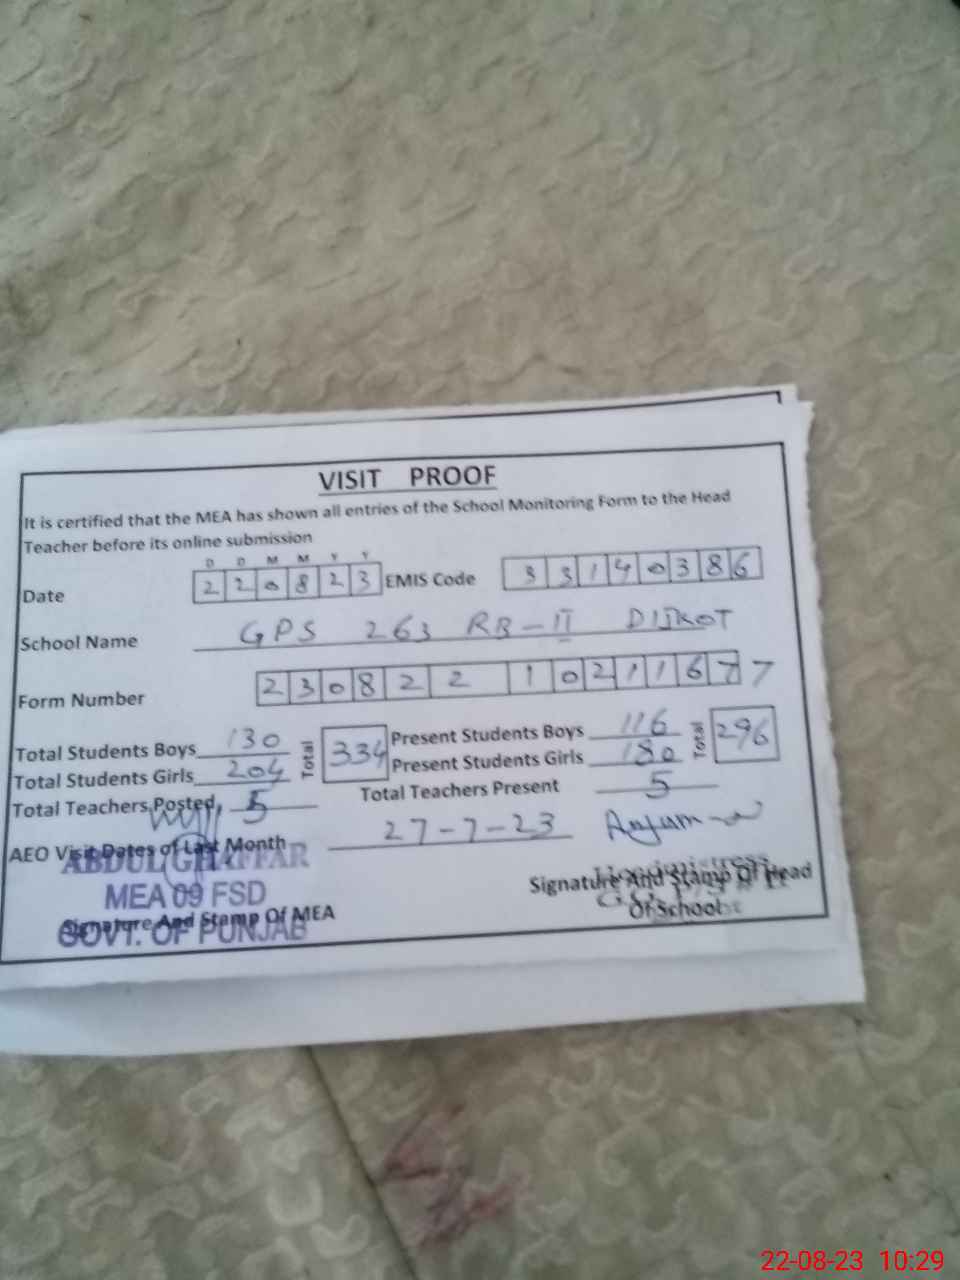 VISIT PROOF
It is certified that the MEA has shown all entries of the School Monitoring Form to the Head
Teacher before its online submission
D D M M Y Y
Date 220823 EMIS Code 33140386
School Name GPS 263 RB-II DIJKOT
Form Number 23082210211677
Total Students Boys 130 Total 334 Present Students Boys 116 Total 296
Total Students Girls 204 Present Students Girls 180
Total Teachers Posted 5 Total Teachers Present 5
AEO Visit Dates of Last Month 27-7-23 Anjum
ABDUL GHAFFAR
MEA 09 FSD
GOVT. OF PUNJAB
Signature And Stamp Of MEA
Signature And Stamp Of Head
Of School
22-08-23 10:29